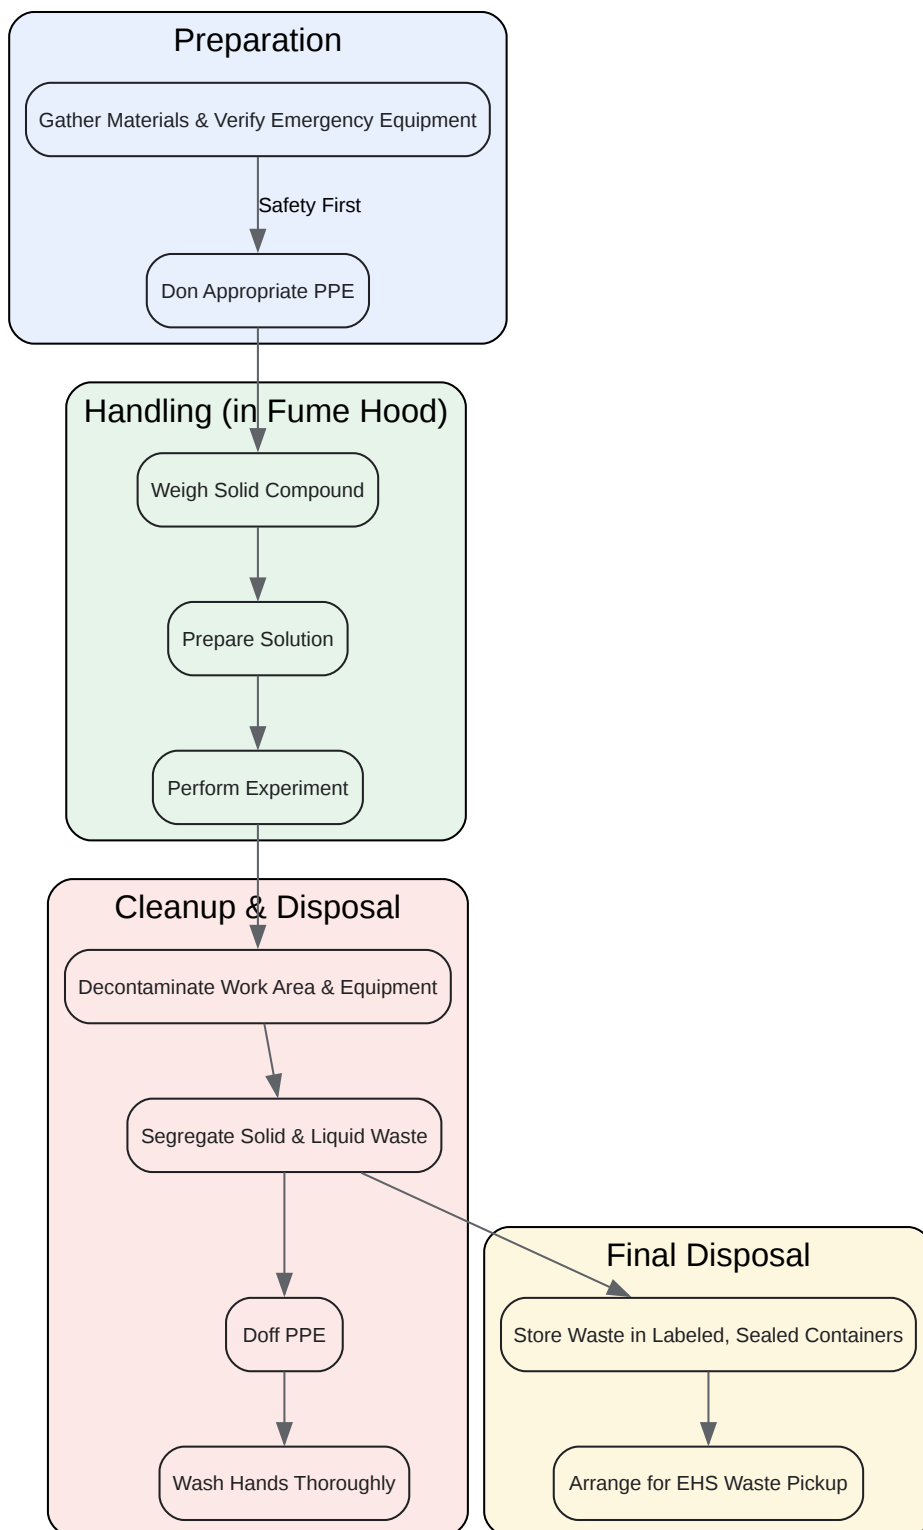 Preparation
Gather Materials & Verify Emergency Equipment
Safety First
Don Appropriate PPE
Handling (in Fume Hood)
Weigh Solid Compound
Prepare Solution
Perform Experiment
Cleanup & Disposal
Decontaminate Work Area & Equipment
Segregate Solid & Liquid Waste
Doff PPE
Wash Hands Thoroughly
Final Disposal
Store Waste in Labeled, Sealed Containers
Arrange for EHS Waste Pickup